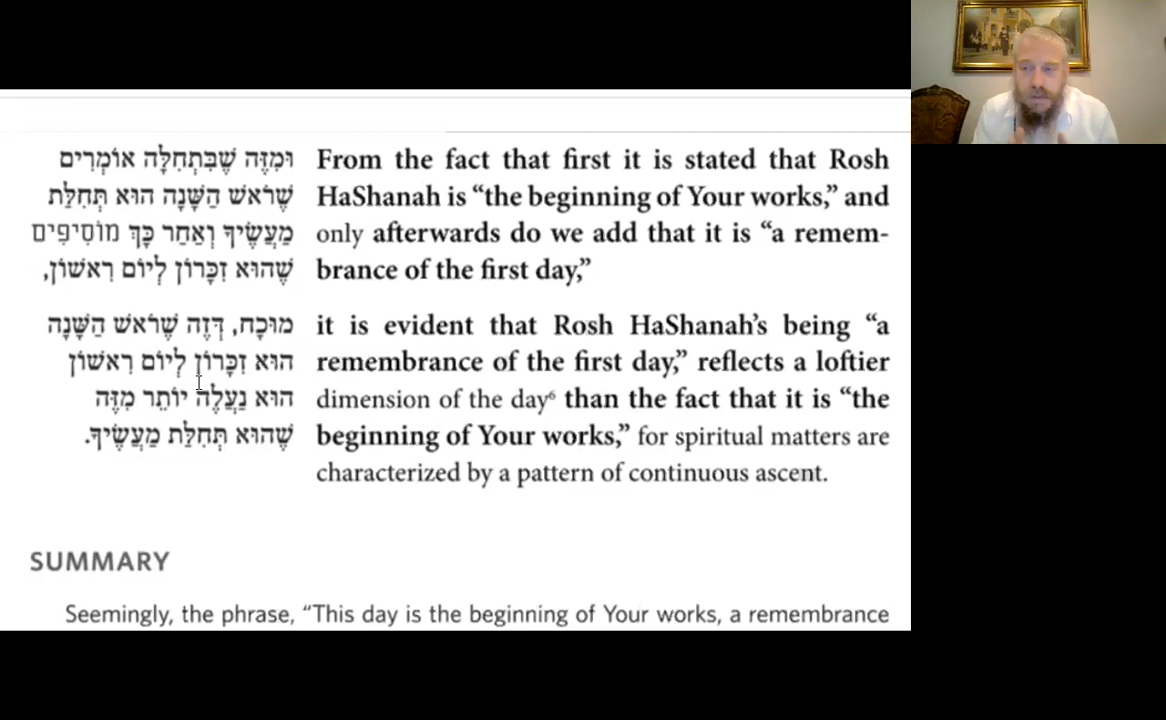 וּמִזֶּה שֶׁבִּתְחִלָּה אוֹמְרִים
שֶׁרֹאשׁ הַשָּׁנָה הוּא תְּחִלַּת
מַעֲשֶׂיךָ וְאַחַר כָּךְ מוֹסִיפִים
שֶׁהוּא זִכָּרוֹן לְיוֹם רִאשׁוֹן,
From the fact that first it is stated that Rosh
HaShanah is “the beginning of Your works,” and
only afterwards do we add that it is “a remem-
brance of the first day,”
מוּכָח, דְּזֶה שֶׁרֹאשׁ הַשָּׁנָה
הוּא זִכָּרוֹן לְיוֹם רִאשׁוֹן
הוּא נַעֲלֶה יוֹתֵר מִזֶּה
שֶׁהוּא תְּחִלַּת מַעֲשֶׂיךָ.
it is evident that Rosh HaShanah’s being “a
remembrance of the first day,” reflects a loftier
dimension of the day⁶ than the fact that it is “the
beginning of Your works,” for spiritual matters are
characterized by a pattern of continuous ascent.
SUMMARY
Seemingly, the phrase, “This day is the beginning of Your works, a remembrance